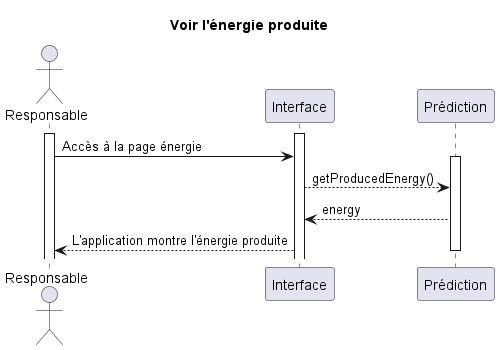 Voir l'énergie produite
Responsable
Interface
Prédiction
Accès à la page énergie
getProducedEnergy()
energy
L'application montre l'énergie produite
Responsable
Interface
Prédiction